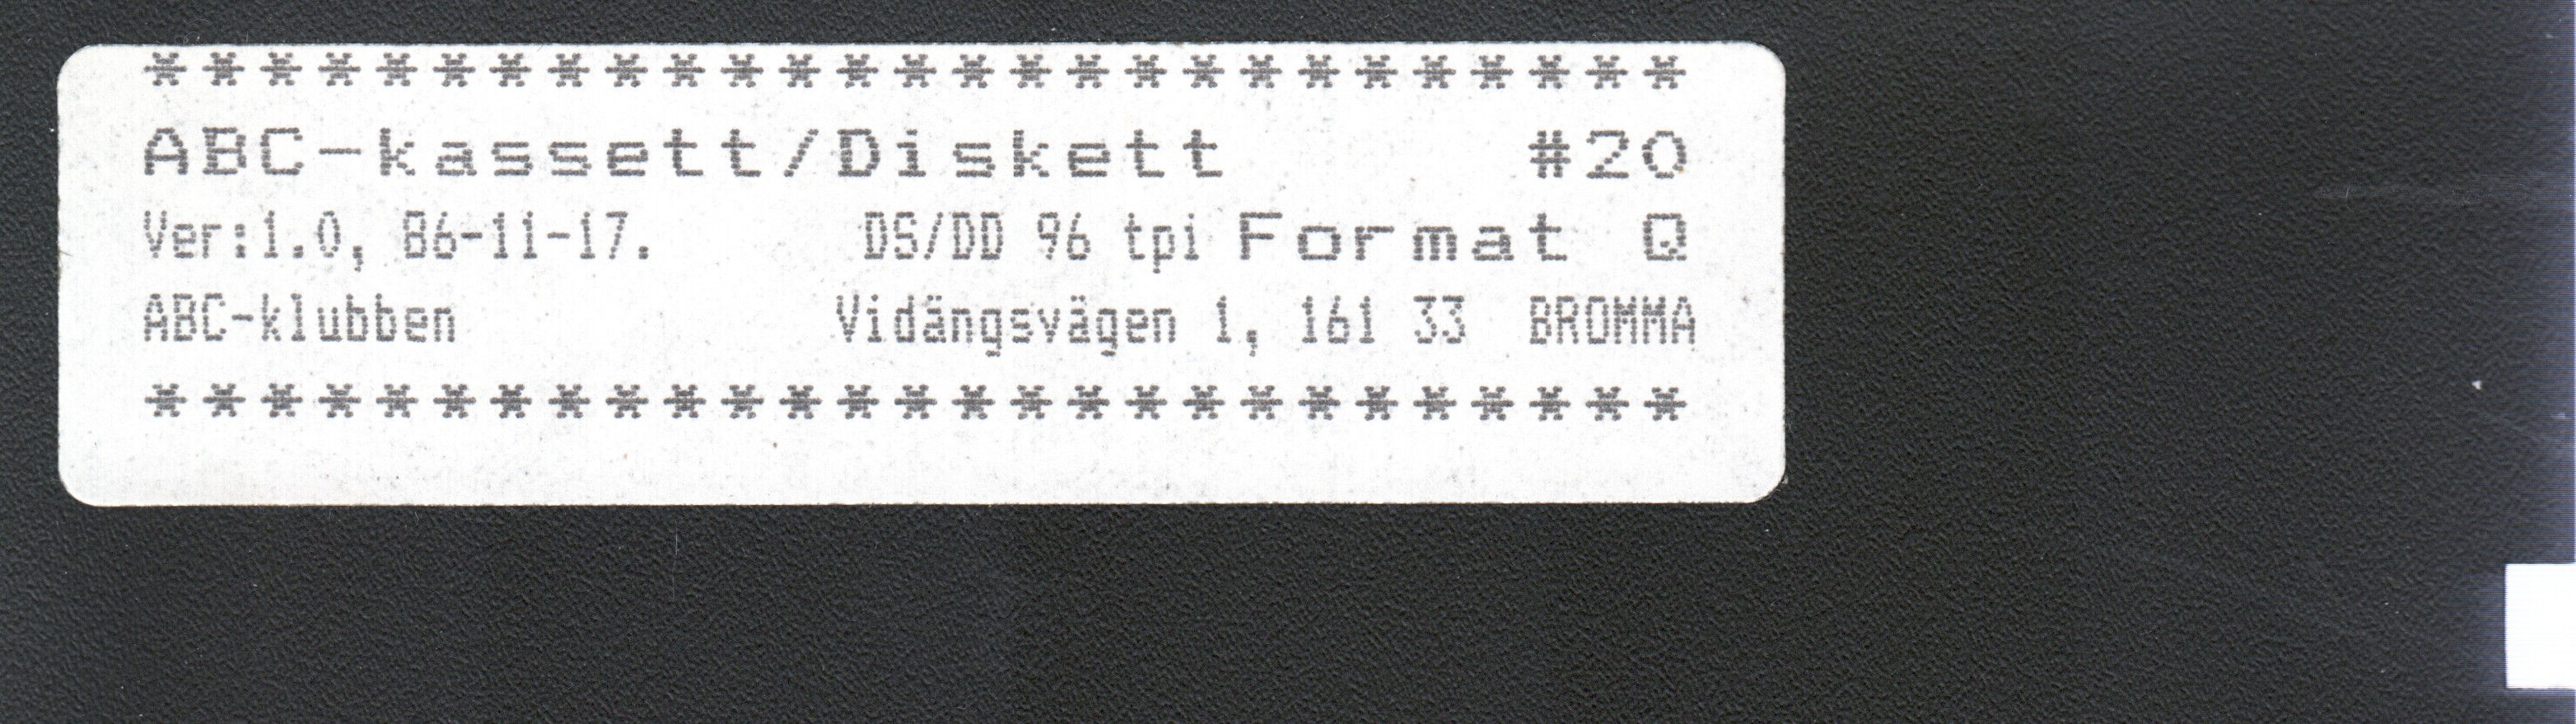 ***************************
ABC-kassett/Diskett #20
Ver:1.0, 86-11-17. DS/DD 96 tpi Format Q
ABC-klubben Vidängsvägen 1, 161 33 BROMMA
***************************